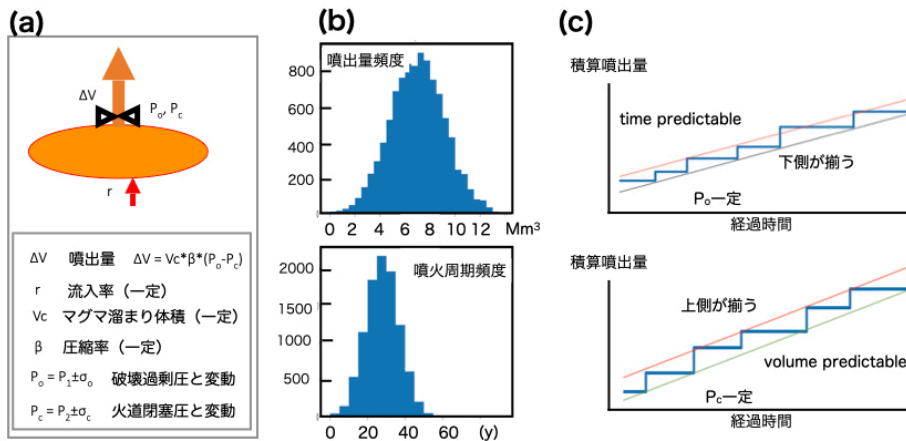 (a)
ΔV
Po, Pc
r
ΔV 噴出量 ΔV = Vc*β*(Po-Pc)
r 流入率（一定）
Vc マグマ溜まり体積（一定）
β 圧縮率（一定）
Po = P1±σo 破壊過剰圧と変動
Pc = P2±σc 火道閉塞圧と変動
(b)
噴出量頻度
800
600
400
200
0 2 4 6 8 10 12 Mm3
噴火周期頻度
2000
1500
1000
500
0 20 40 60 (y)
(c)
積算噴出量
time predictable
下側が揃う
Po一定
経過時間
積算噴出量
上側が揃う
volume predictable
Pc一定
経過時間